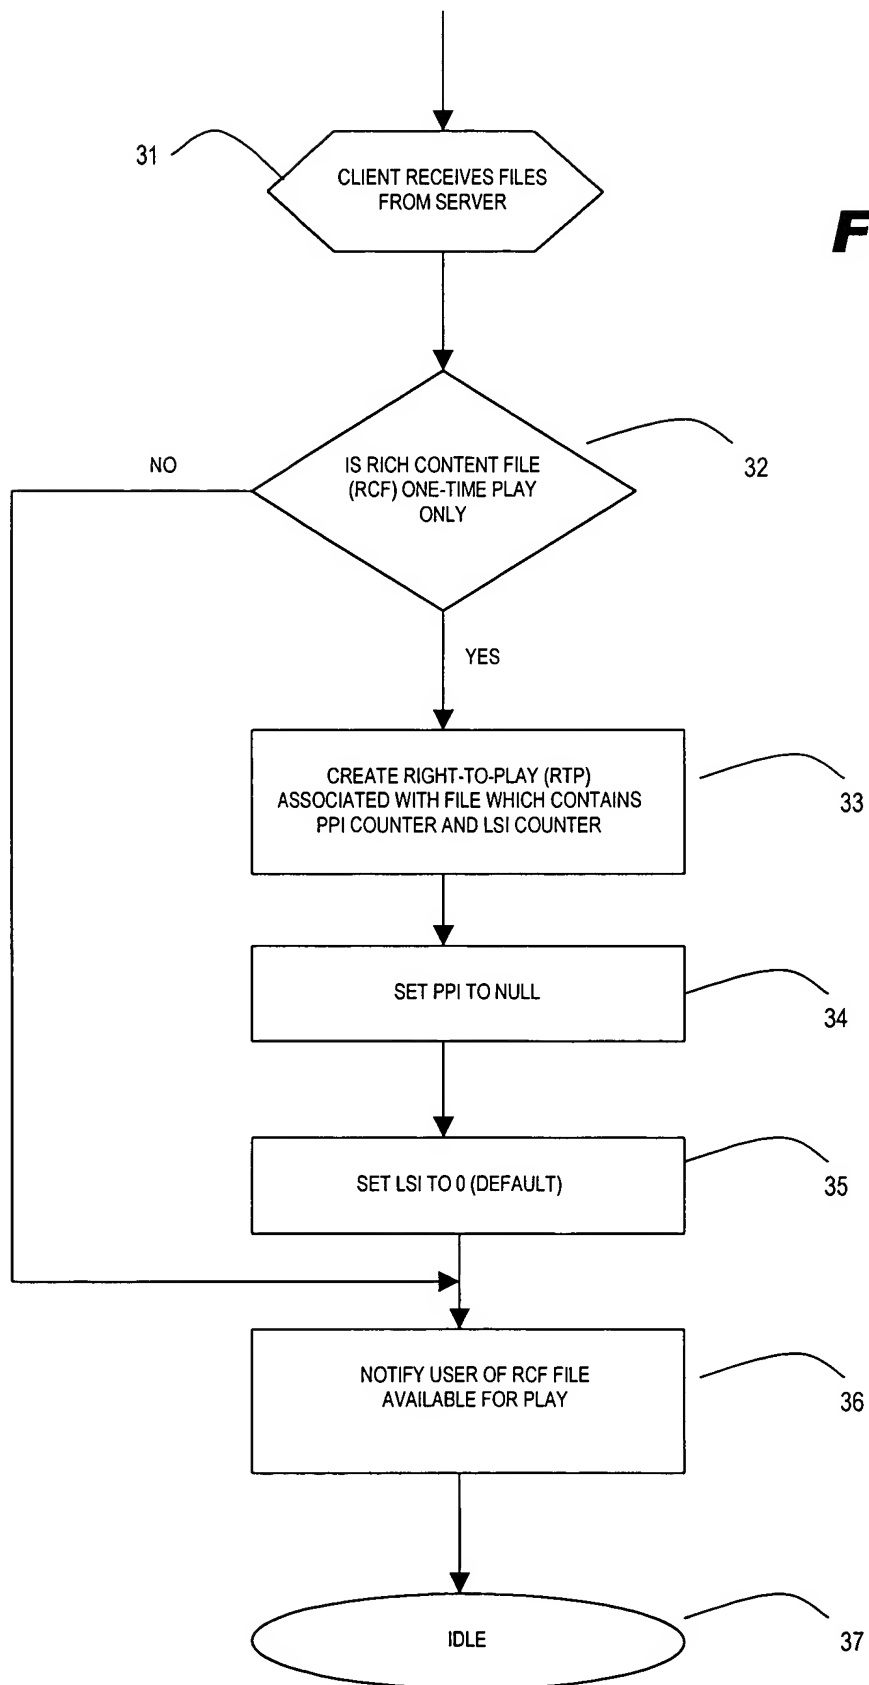 31
CLIENT RECEIVES FILES
FROM SERVER
F
NO
IS RICH CONTENT FILE
(RCF) ONE-TIME PLAY
ONLY
32
YES
CREATE RIGHT-TO-PLAY (RTP)
ASSOCIATED WITH FILE WHICH CONTAINS
PPI COUNTER AND LSI COUNTER
33
SET PPI TO NULL
34
SET LSI TO 0 (DEFAULT)
35
NOTIFY USER OF RCF FILE
AVAILABLE FOR PLAY
36
IDLE
37